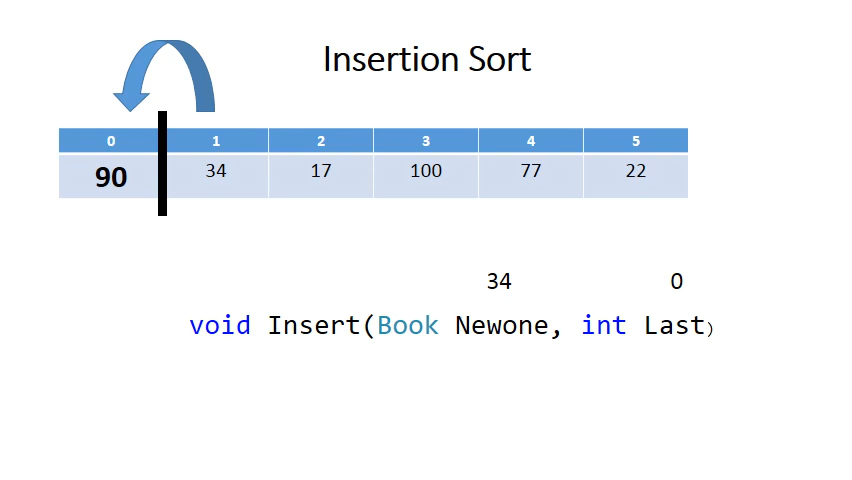 Insertion Sort
0 1 2 3 4 5
90 34 17 100 77 22
34 0
void Insert(Book Newone, int Last)